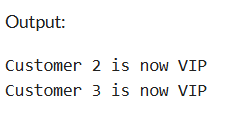 Output:
Customer 2 is now VIP
Customer 3 is now VIP